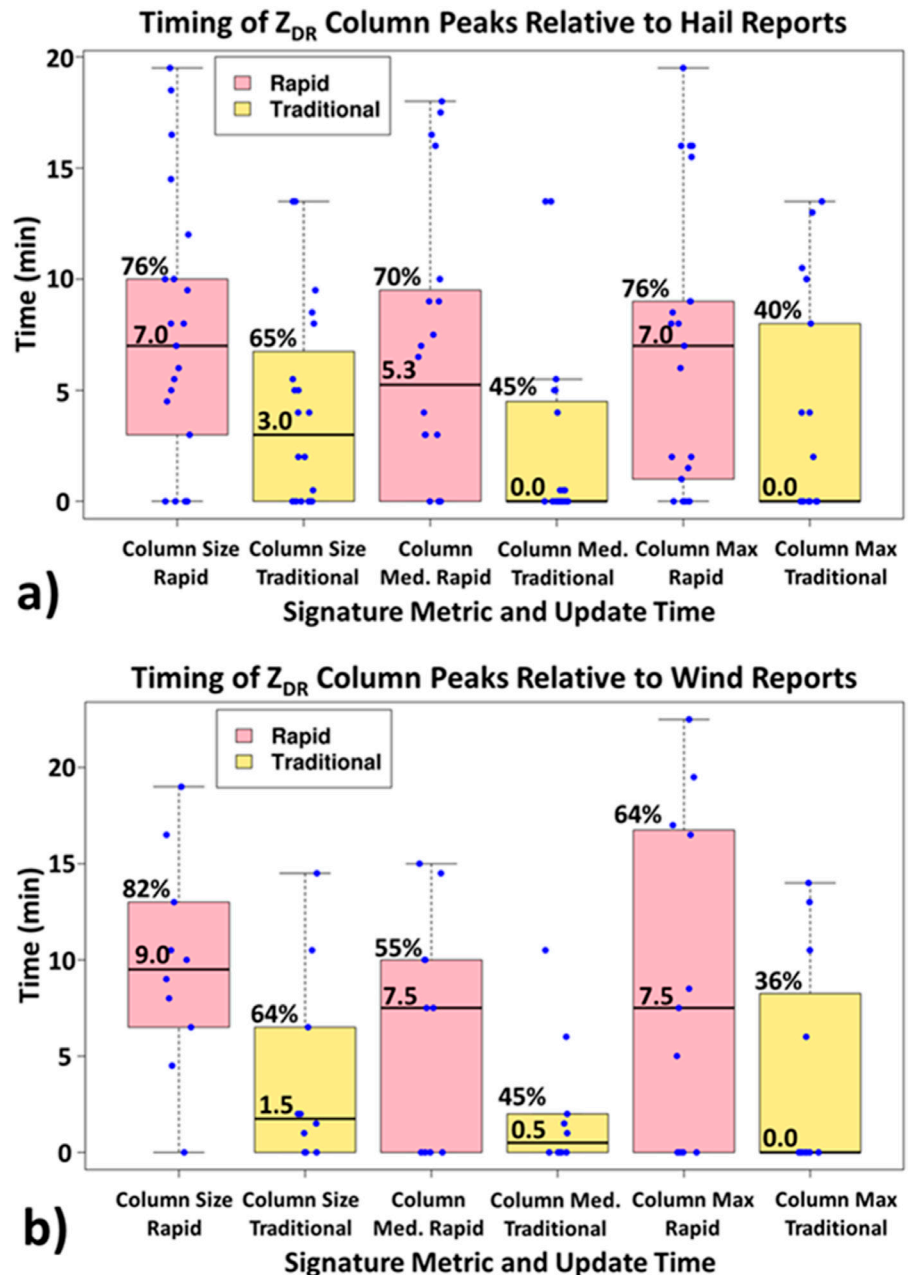 Timing of ZDR Column Peaks Relative to Hail Reports
20
15
10
5
0
Time (min)
Rapid
Traditional
76%
7.0
65%
3.0
70%
5.3
45%
0.0
76%
7.0
40%
0.0
Column Size Rapid
Column Size Traditional
Column Med. Rapid
Column Med. Traditional
Column Max Rapid
Column Max Traditional
a)
Signature Metric and Update Time
Timing of ZDR Column Peaks Relative to Wind Reports
20
15
10
5
0
Time (min)
Rapid
Traditional
82%
9.0
64%
1.5
55%
7.5
45%
0.5
64%
7.5
36%
0.0
Column Size Rapid
Column Size Traditional
Column Med. Rapid
Column Med. Traditional
Column Max Rapid
Column Max Traditional
b)
Signature Metric and Update Time